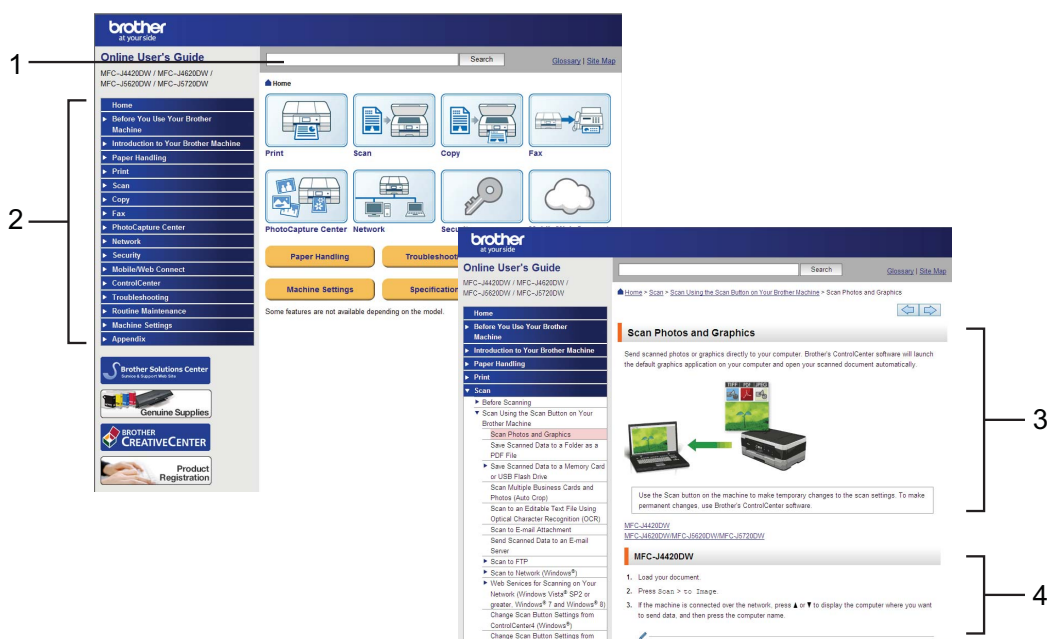 brother
at your side
Online User's Guide
MFC-J4420DW / MFC-J4620DW /
MFC-J5620DW / MFC-J5720DW
1
Search
Glossary | Site Map
Home
2
Home
Before You Use Your Brother
Machine
Introduction to Your Brother Machine
Paper Handling
Print
Scan
Copy
Fax
PhotoCapture Center
Network
Security
Mobile/Web Connect
ControlCenter
Troubleshooting
Routine Maintenance
Machine Settings
Appendix
Brother Solutions Center
Service & Support Web Site
Genuine Supplies
BROTHER
CREATIVECENTER
Product
Registration
Print Scan Copy Fax
PhotoCapture Center Network
Paper Handling
Machine Settings
Some features are not available depending on the model.
brother
at your side
Online User's Guide
MFC-J4420DW / MFC-J4620DW /
MFC-J5620DW / MFC-J5720DW
Search
Glossary | Site Map
Home > Scan > Scan Using the Scan Button on Your Brother Machine > Scan Photos and Graphics
Home
Before You Use Your Brother
Machine
Introduction to Your Brother Machine
Paper Handling
Print
Scan
Before Scanning
Scan Using the Scan Button on Your
Brother Machine
Scan Photos and Graphics
Save Scanned Data to a Folder as a
PDF File
Save Scanned Data to a Memory Card
or USB Flash Drive
Scan Multiple Business Cards and
Photos (Auto Crop)
Scan to an Editable Text File Using
Optical Character Recognition (OCR)
Scan to E-mail Attachment
Send Scanned Data to an E-mail
Server
Scan to FTP
Scan to Network (Windows®)
Web Services for Scanning on Your
Network (Windows Vista® SP2 or
greater, Windows® 7 and Windows® 8)
Change Scan Button Settings from
ControlCenter4 (Windows®)
Change Scan Button Settings from
Scan Photos and Graphics
Send scanned photos or graphics directly to your computer. Brother's ControlCenter software will launch
the default graphics application on your computer and open your scanned document automatically.
TIFF PDF JPEG
3
Use the Scan button on the machine to make temporary changes to the scan settings. To make
permanent changes, use Brother's ControlCenter software.
MFC-J4420DW
MFC-J4620DW/MFC-J5620DW/MFC-J5720DW
MFC-J4420DW
1. Load your document.
2. Press Scan > to Image.
3. If the machine is connected over the network, press ▲ or ▼ to display the computer where you want
to send data, and then press the computer name.
4